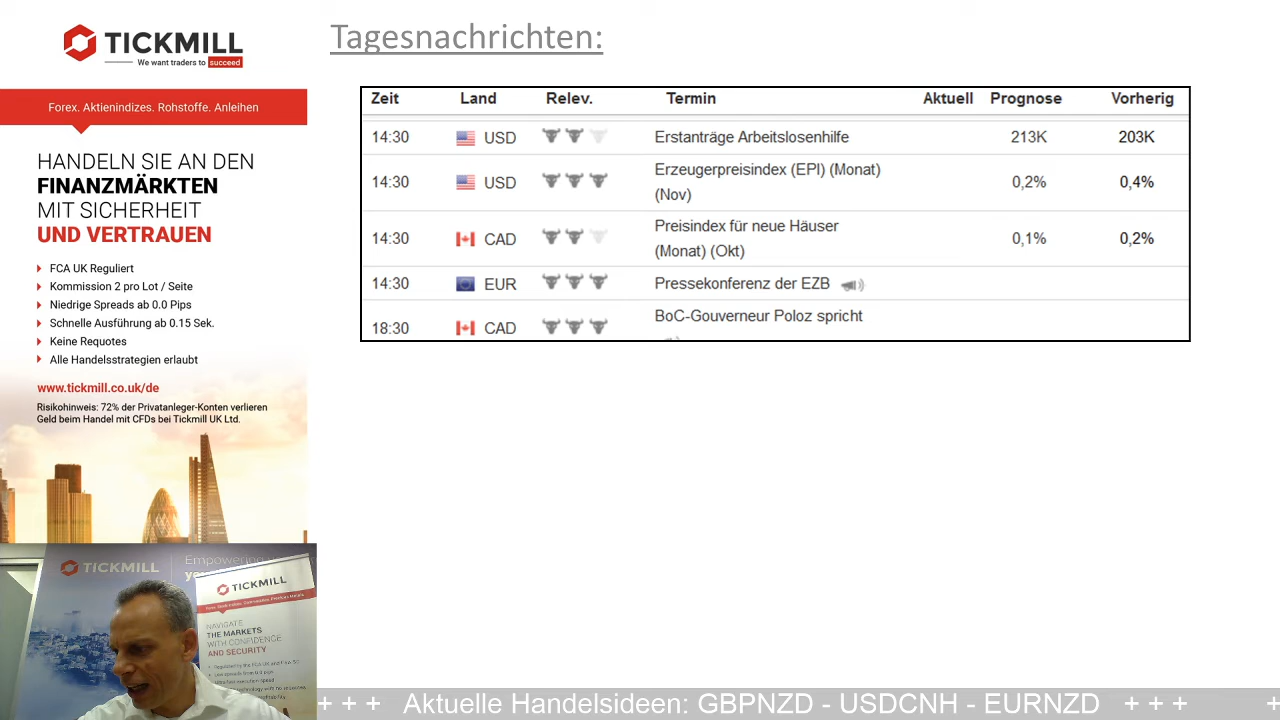 TICKMILL
We want traders to succeed
Forex. Aktienindizes. Rohstoffe. Anleihen
HANDELN SIE AN DEN
FINANZMÄRKTEN
MIT SICHERHEIT
UND VERTRAUEN
FCA UK Reguliert
Kommission 2 pro Lot / Seite
Niedrige Spreads ab 0.0 Pips
Schnelle Ausführung ab 0.15 Sek.
Keine Requotes
Alle Handelsstrategien erlaubt
www.tickmill.co.uk/de
Risikohinweis: 72% der Privatanleger-Konten verlieren
Geld beim Handel mit CFDs bei Tickmill UK Ltd.
Tagesnachrichten:
Zeit Land Relev. Termin Aktuell Prognose Vorherig
14:30 USD Erstanträge Arbeitslosenhilfe 213K 203K
14:30 USD Erzeugerpreisindex (EPI) (Monat) 0,2% 0,4%
(Nov)
14:30 CAD Preisindex für neue Häuser 0,1% 0,2%
(Monat) (Okt)
14:30 EUR Pressekonferenz der EZB
18:30 CAD BoC-Gouverneur Poloz spricht
TICKMILL
Empowering
TICKMILL
NAVIGATE
THE MARKETS
WITH CONFIDENCE
AND SECURITY
+ + + Aktuelle Handelsideen: GBPNZD - USDCNH - EURNZD + + + +